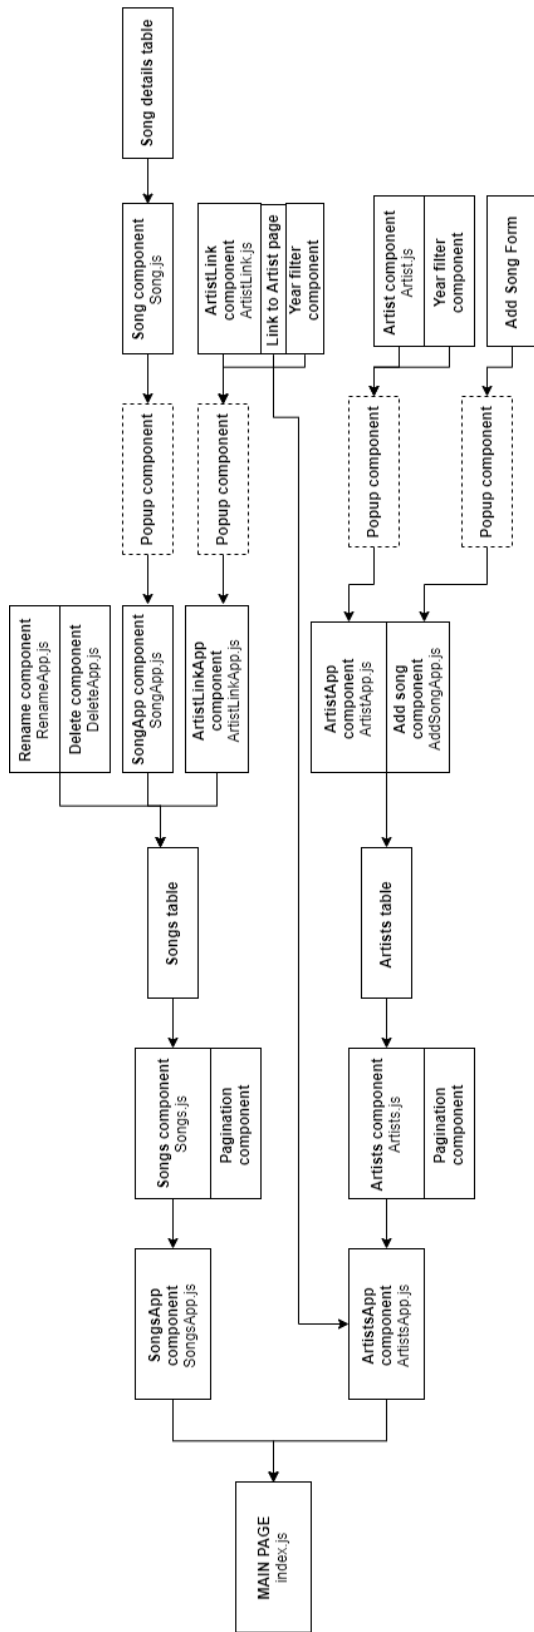 Song details table
Song component
Song.js
ArtistLink
component
ArtistLink.js
Link to Artist page
Year filter
component
Artist component
Artist.js
Year filter
component
Add Song Form
Popup component
Popup component
Popup component
Popup component
Rename component
RenameApp.js
Delete component
DeleteApp.js
SongApp component
SongApp.js
ArtistLinkApp
component
ArtistLinkApp.js
ArtistApp
component
ArtistApp.js
Add song
component
AddSongApp.js
Songs table
Artists table
Songs component
Songs.js
Pagination
component
Artists component
Artists.js
Pagination
component
SongsApp
component
SongsApp.js
ArtistsApp
component
ArtistsApp.js
MAIN PAGE
index.js